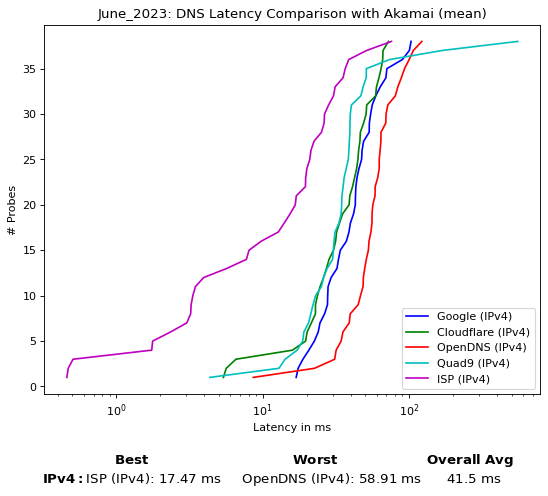 June_2023: DNS Latency Comparison with Akamai (mean)
# Probes
35
30
25
20
15
10
5
0
Google (IPv4)
Cloudflare (IPv4)
OpenDNS (IPv4)
Quad9 (IPv4)
ISP (IPv4)
10⁰ 10¹ 10²
Latency in ms
Best Worst Overall Avg
IPv4: ISP (IPv4): 17.47 ms OpenDNS (IPv4): 58.91 ms 41.5 ms